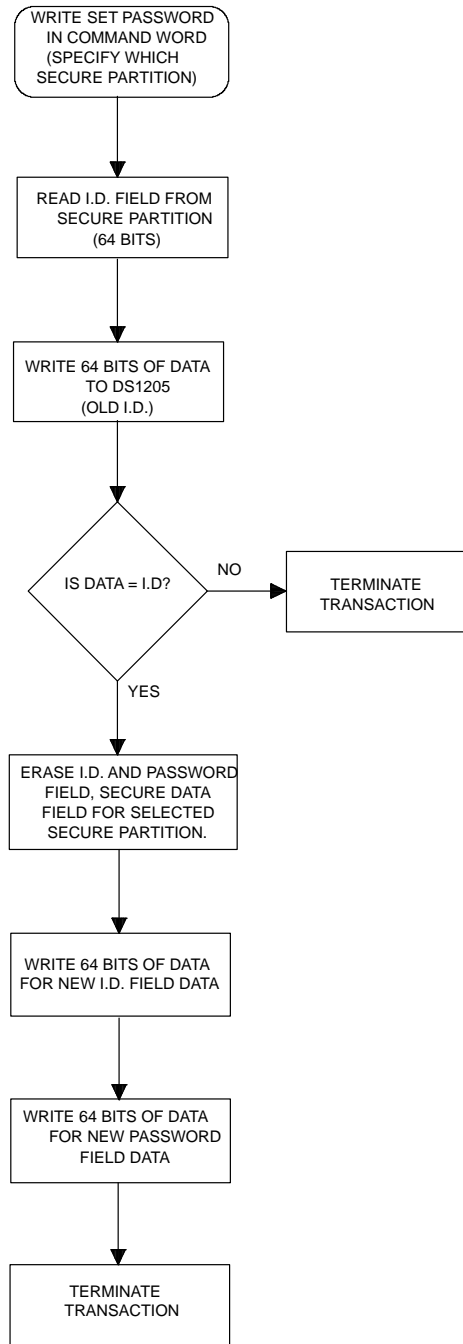 WRITE SET PASSWORD
IN COMMAND WORD
(SPECIFY WHICH
SECURE PARTITION)
READ I.D. FIELD FROM
SECURE PARTITION
(64 BITS)
WRITE 64 BITS OF DATA
TO DS1205
(OLD I.D.)
IS DATA = I.D?
NO
TERMINATE
TRANSACTION
YES
ERASE I.D. AND PASSWORD
FIELD, SECURE DATA
FIELD FOR SELECTED
SECURE PARTITION.
WRITE 64 BITS OF DATA
FOR NEW I.D. FIELD DATA
WRITE 64 BITS OF DATA
FOR NEW PASSWORD
FIELD DATA
TERMINATE
TRANSACTION